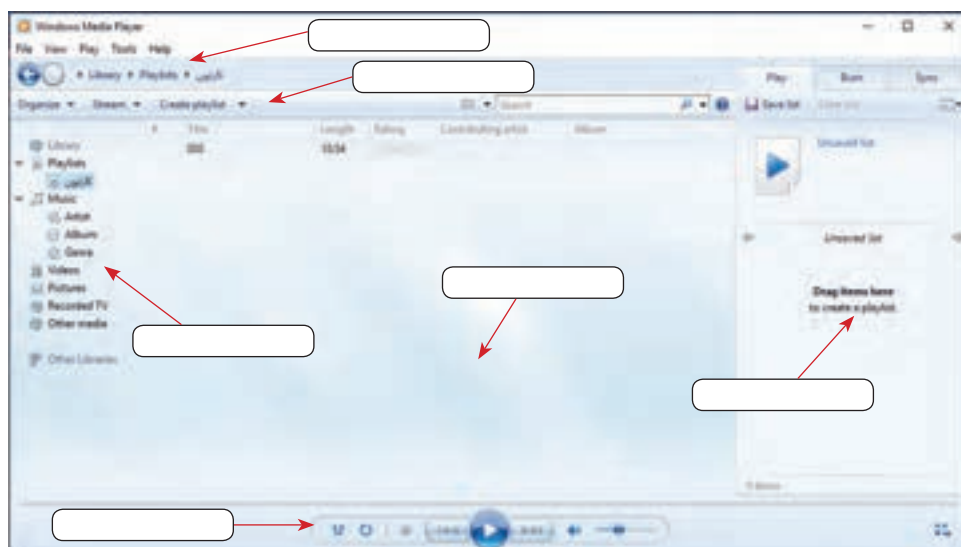 Windows Media Player
File View Play Tools Help
Library Playlists
Play Burn Sync
Organize Stream Create playlist
Search
Save list
Title Length Rating Contributing artist Album
Library
Playlists
Music
Artist
Album
Genre
Videos
Pictures
Recorded TV
Other media
Other Libraries
Unsaved list
Unsaved list
Drag items here
to create a playlist.